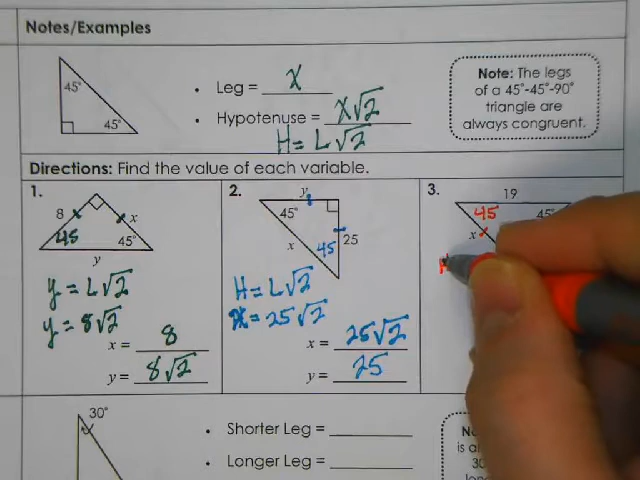 Notes/Examples
45°
45°
• Leg = x
• Hypotenuse = x√2
H = L√2
Note: The legs
of a 45°-45°-90°
triangle are
always congruent.
Directions: Find the value of each variable.
1.
8
x
45
45°
y
y = L√2
y = 8√2
x = 8
y = 8√2
2.
y
45°
25
x
45
H = L√2
x = 25√2
x = 25√2
y = 25
3.
19
45
45°
x
30°
• Shorter Leg =
• Longer Leg =
is
30